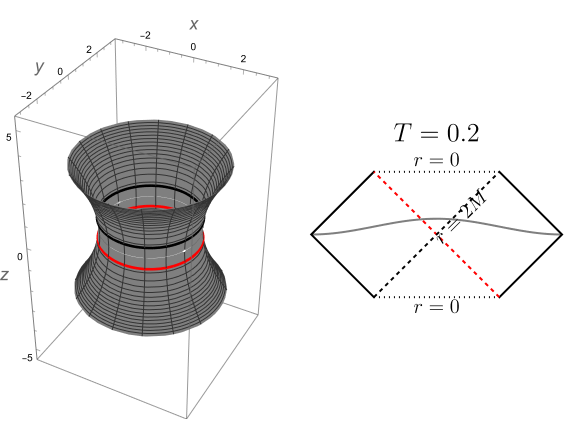 x
-2
0
2
y
2
0
-2
5
0
z
-5
T = 0.2
r = 0
r = 2M
r = 0